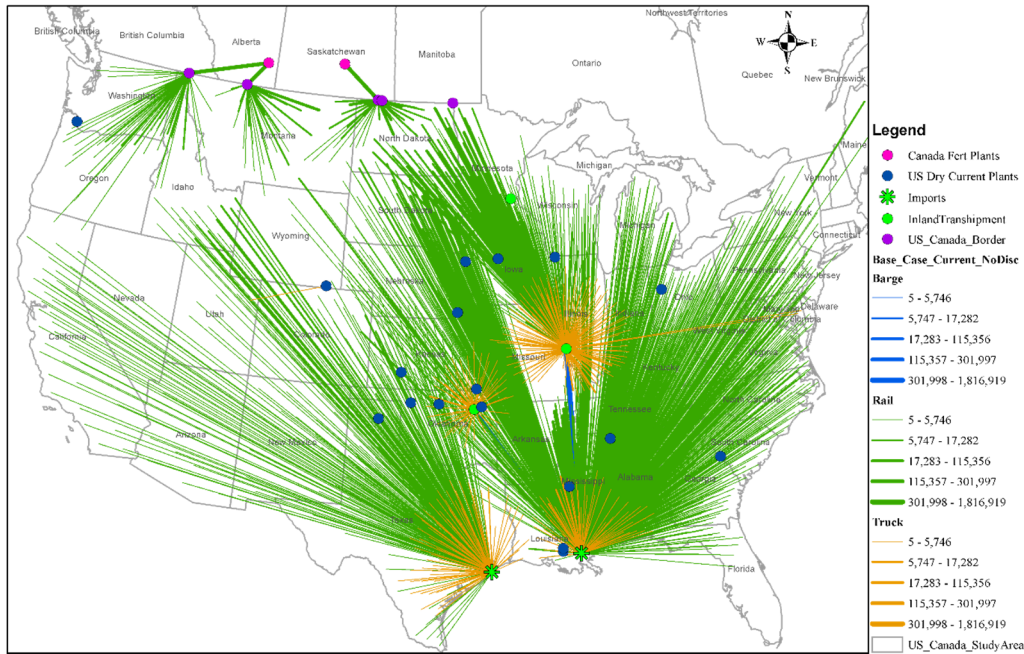 Northwest Territories
British Columbia
British Columbia
Alberta
Saskatchewan
Manitoba
Ontario
Quebec
New Brunswick
N
W
E
S
Washington
Montana
North Dakota
Minnesota
Michigan
Maine
Vermont
Oregon
Idaho
Wyoming
South Dakota
Wisconsin
Michigan
New York
Connecticut
Nevada
Utah
Nebraska
Iowa
Illinois
Ohio
Pennsylvania
New Jersey
Delaware
California
Colorado
Missouri
Kentucky
Virginia
Arizona
New Mexico
Arkansas
Tennessee
North Carolina
South Carolina
Mississippi
Alabama
Texas
Louisiana
Florida
Legend
Canada Fert Plants
US Dry Current Plants
Imports
InlandTranshipment
US_Canada_Border
Base_Case_Current_NoDisc
Barge
5 - 5,746
5,747 - 17,282
17,283 - 115,356
115,357 - 301,997
301,998 - 1,816,919
Rail
5 - 5,746
5,747 - 17,282
17,283 - 115,356
115,357 - 301,997
301,998 - 1,816,919
Truck
5 - 5,746
5,747 - 17,282
17,283 - 115,356
115,357 - 301,997
301,998 - 1,816,919
US_Canada_StudyArea